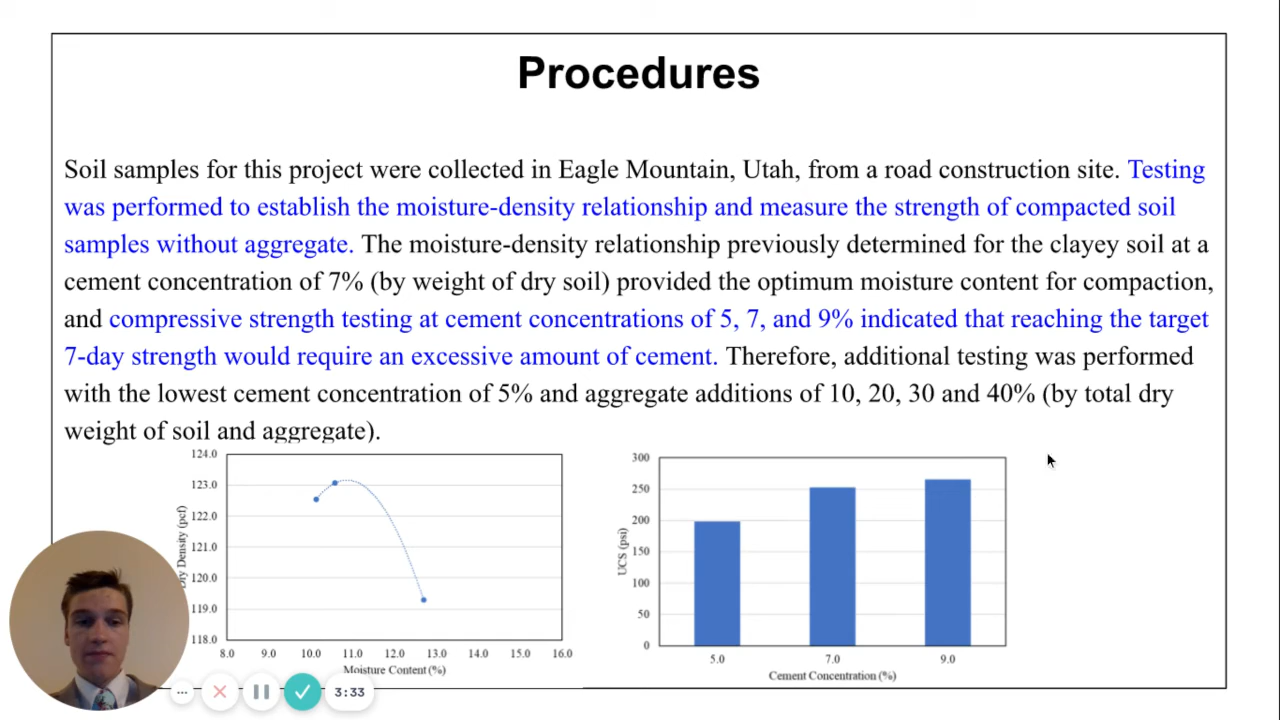 Procedures
Soil samples for this project were collected in Eagle Mountain, Utah, from a road construction site. Testing
was performed to establish the moisture-density relationship and measure the strength of compacted soil
samples without aggregate. The moisture-density relationship previously determined for the clayey soil at a
cement concentration of 7% (by weight of dry soil) provided the optimum moisture content for compaction,
and compressive strength testing at cement concentrations of 5, 7, and 9% indicated that reaching the target
7-day strength would require an excessive amount of cement. Therefore, additional testing was performed
with the lowest cement concentration of 5% and aggregate additions of 10, 20, 30 and 40% (by total dry
weight of soil and aggregate).
124.0
123.0
122.0
121.0
120.0
119.0
118.0
Dry Density (pcf)
8.0 9.0 10.0 11.0 12.0 13.0 14.0 15.0 16.0
Moisture Content (%)
300
250
200
150
100
50
0
UCS (psi)
5.0 7.0 9.0
Cement Concentration (%)
3:33